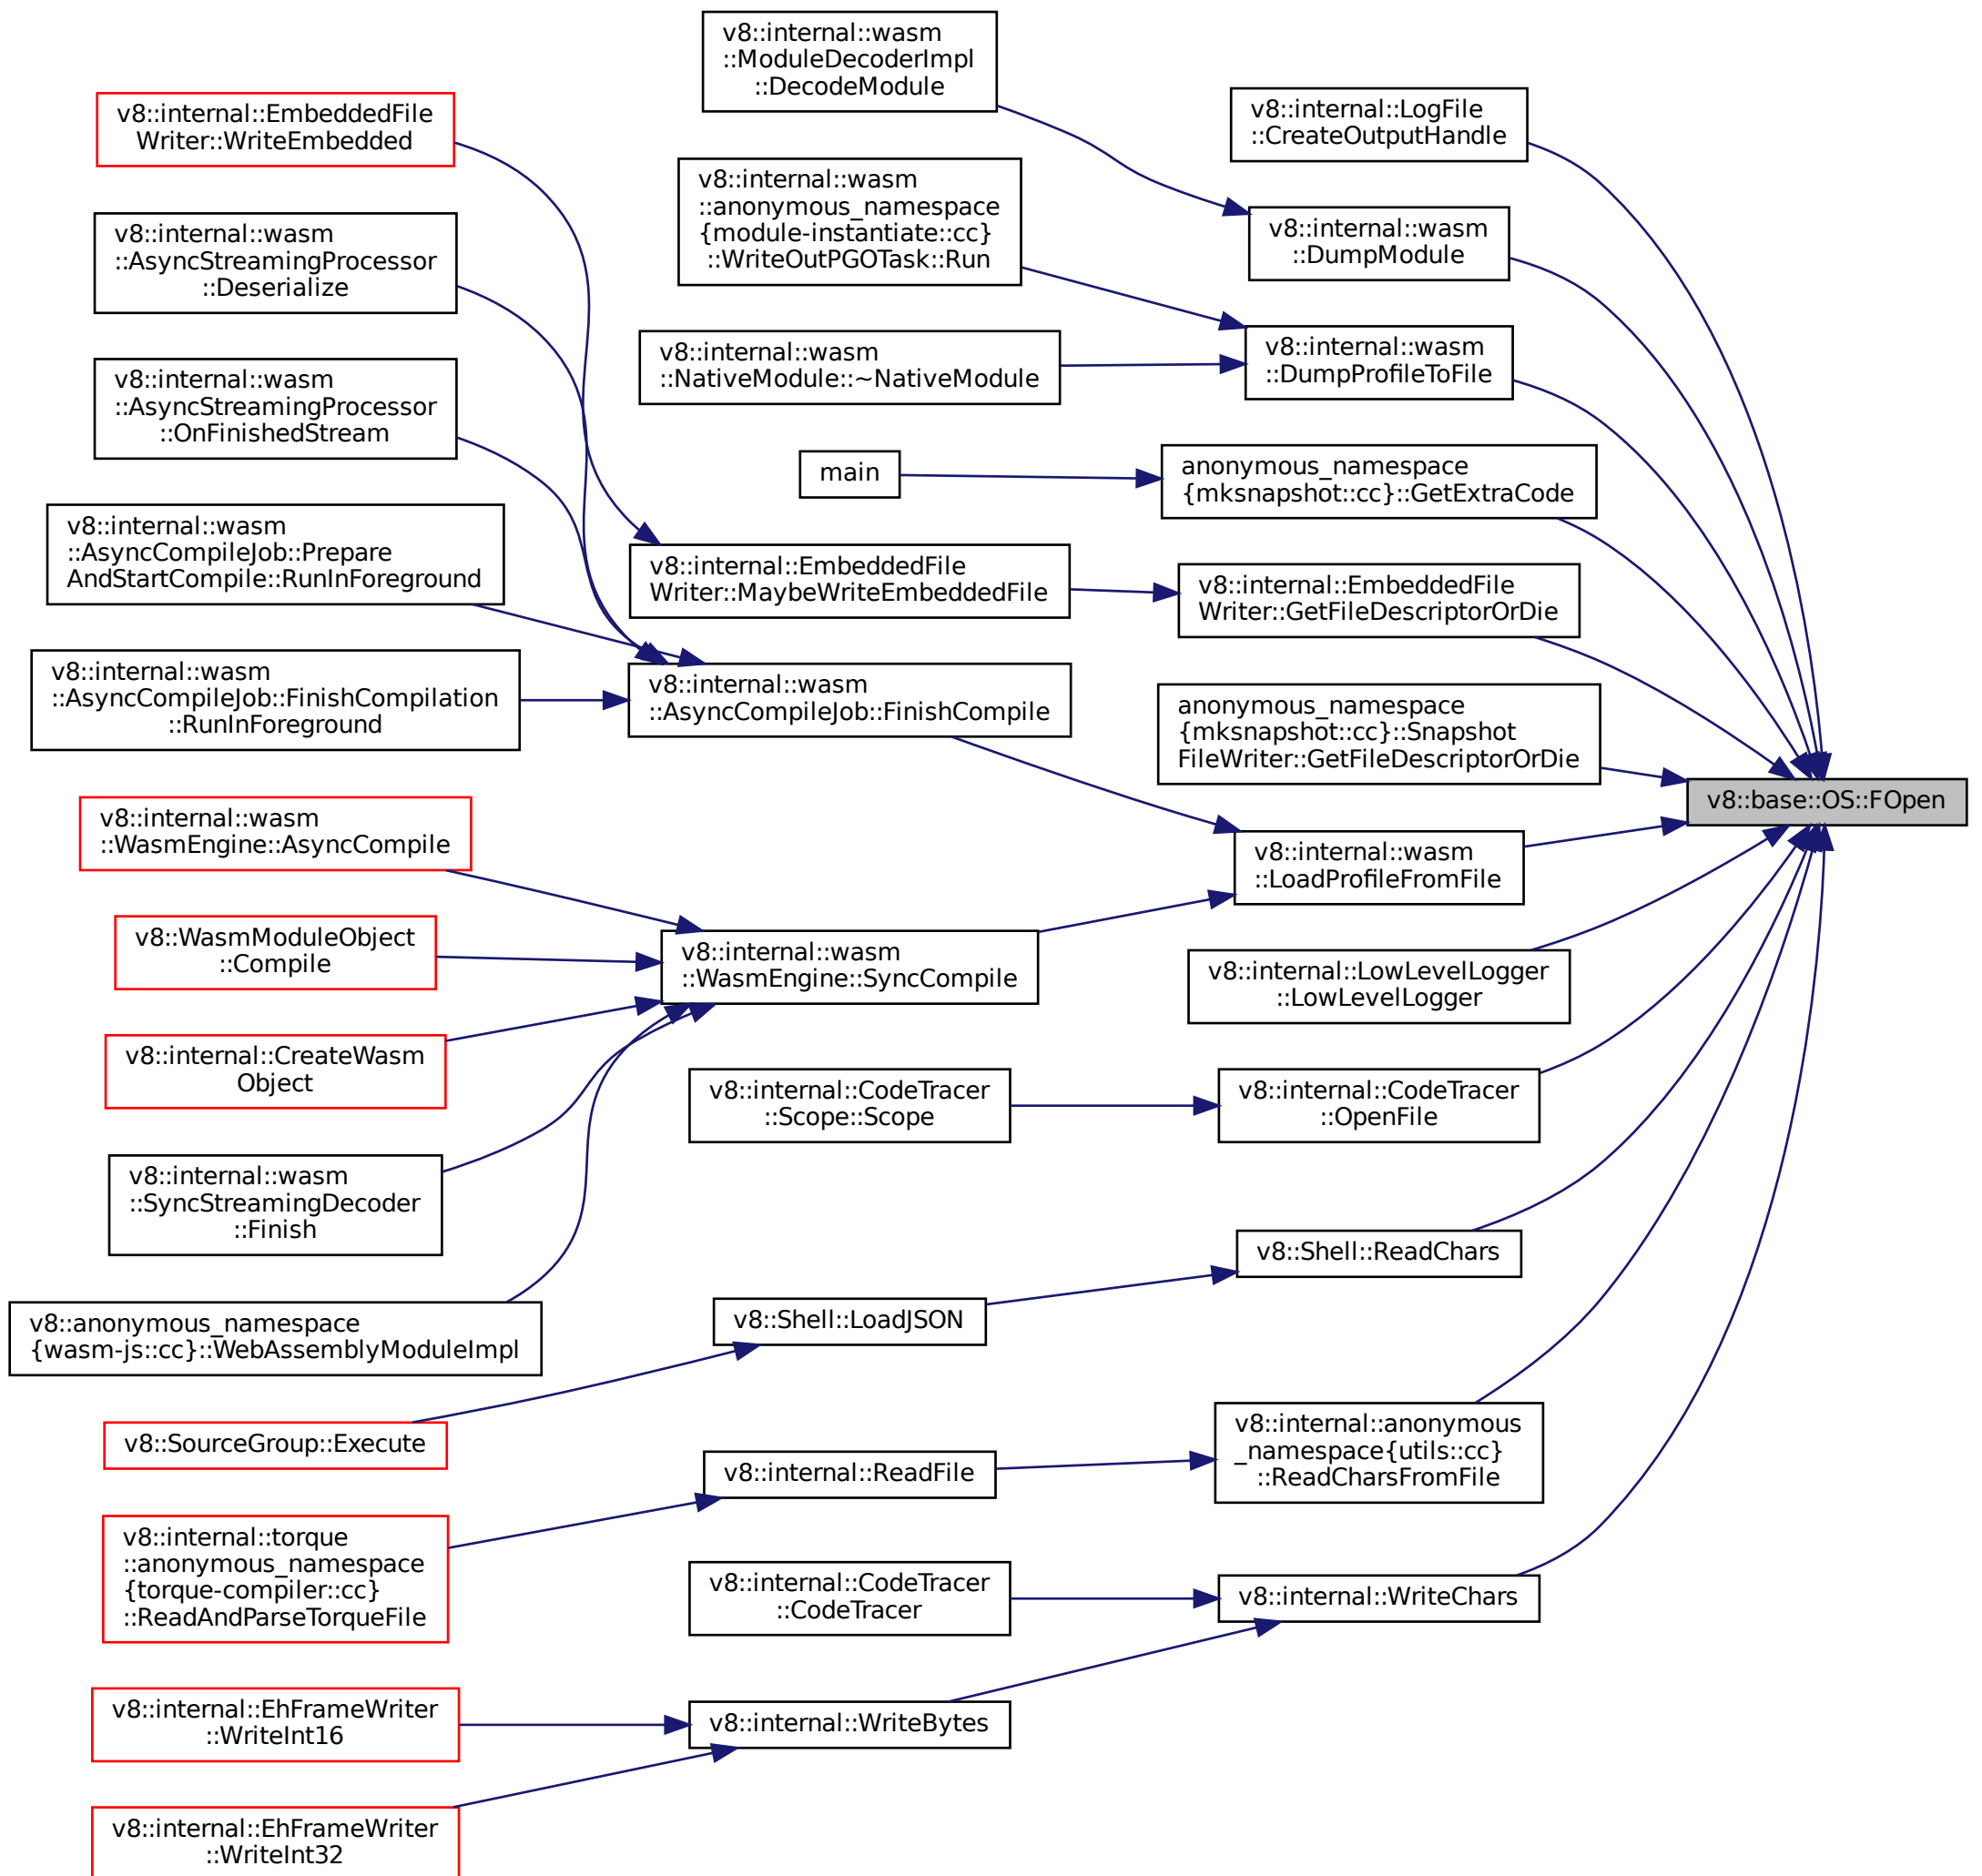 v8::internal::wasm
::ModuleDecoderImpl
::DecodeModule
v8::internal::LogFile
::CreateOutputHandle
v8::internal::EmbeddedFile
Writer::WriteEmbedded
v8::internal::wasm
::anonymous_namespace
{module-instantiate::cc}
::WriteOutPGOTask::Run
v8::internal::wasm
::DumpModule
v8::internal::wasm
::AsyncStreamingProcessor
::Deserialize
v8::internal::wasm
::NativeModule::~NativeModule
v8::internal::wasm
::DumpProfileToFile
v8::internal::wasm
::AsyncStreamingProcessor
::OnFinishedStream
main
anonymous_namespace
{mksnapshot::cc}::GetExtraCode
v8::internal::wasm
::AsyncCompileJob::Prepare
AndStartCompile::RunInForeground
v8::internal::EmbeddedFile
Writer::MaybeWriteEmbeddedFile
v8::internal::EmbeddedFile
Writer::GetFileDescriptorOrDie
v8::internal::wasm
::AsyncCompileJob::FinishCompilation
::RunInForeground
v8::internal::wasm
::AsyncCompileJob::FinishCompile
anonymous_namespace
{mksnapshot::cc}::Snapshot
FileWriter::GetFileDescriptorOrDie
v8::base::OS::FOpen
v8::internal::wasm
::WasmEngine::AsyncCompile
v8::internal::wasm
::LoadProfileFromFile
v8::WasmModuleObject
::Compile
v8::internal::wasm
::WasmEngine::SyncCompile
v8::internal::LowLevelLogger
::LowLevelLogger
v8::internal::CreateWasm
Object
v8::internal::CodeTracer
::Scope::Scope
v8::internal::CodeTracer
::OpenFile
v8::internal::wasm
::SyncStreamingDecoder
::Finish
v8::Shell::ReadChars
v8::anonymous_namespace
{wasm-js::cc}::WebAssemblyModuleImpl
v8::Shell::LoadJSON
v8::SourceGroup::Execute
v8::internal::anonymous
_namespace{utils::cc}
::ReadCharsFromFile
v8::internal::ReadFile
v8::internal::torque
::anonymous_namespace
{torque-compiler::cc}
::ReadAndParseTorqueFile
v8::internal::CodeTracer
::CodeTracer
v8::internal::WriteChars
v8::internal::EhFrameWriter
::WriteInt16
v8::internal::WriteBytes
v8::internal::EhFrameWriter
::WriteInt32